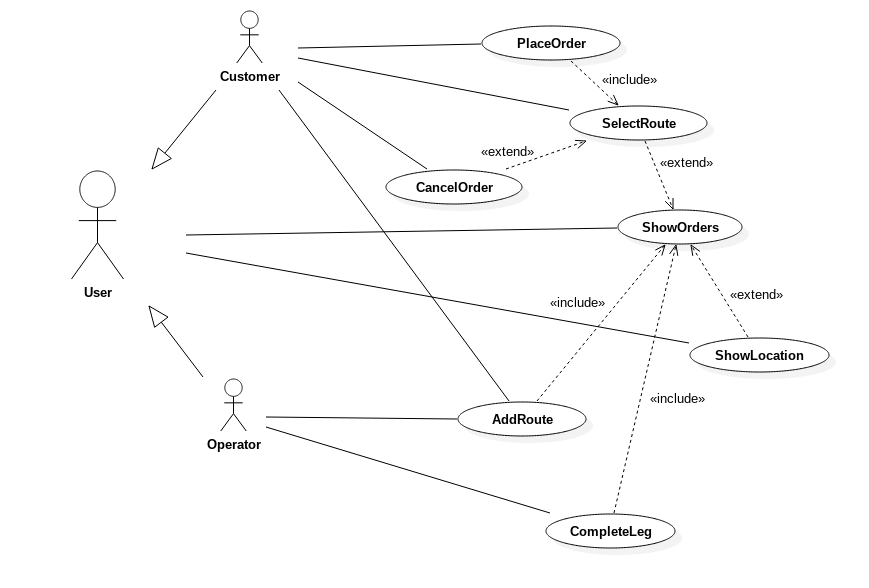 PlaceOrder
Customer
«include»
SelectRoute
«extend»
«extend»
CancelOrder
ShowOrders
User
«include»
«extend»
ShowLocation
«include»
AddRoute
Operator
CompleteLeg